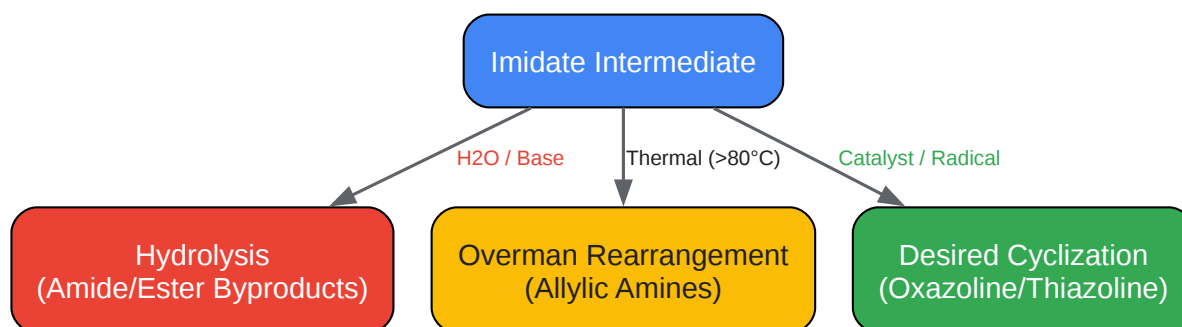 Imidate Intermediate
H2O / Base
Thermal (>80°C)
Catalyst / Radical
Hydrolysis
(Amide/Ester Byproducts)
Overman Rearrangement
(Allylic Amines)
Desired Cyclization
(Oxazoline/Thiazoline)